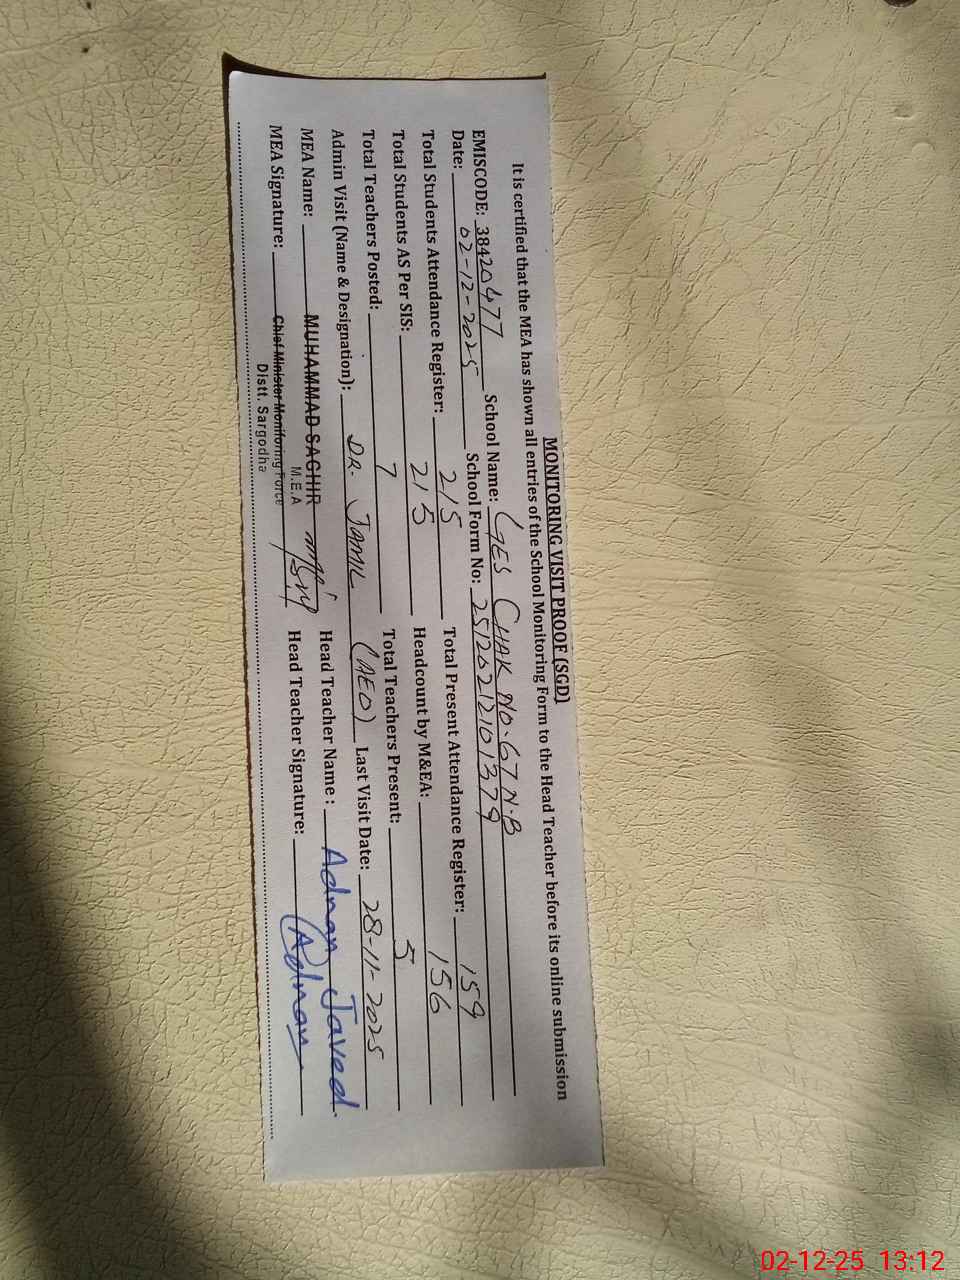 MONITORING VISIT PROOF (SGD)
It is certified that the MEA has shown all entries of the School Monitoring Form to the Head Teacher before its online submission
EMISCODE: 38420477 School Name: GES CHAK NO. 67 N.B
Date: 02-12-2025 School Form No: 25120212101379
Total Students Attendance Register: 215 Total Present Attendance Register: 159
Total Students AS Per SIS: 215 Headcount by M&EA: 156
Total Teachers Posted: 7 Total Teachers Present: 5
Admin Visit (Name & Designation): DR. JAMIL (AEO) Last Visit Date: 28-11-2025
MEA Name: MUHAMMAD SAGHIR Head Teacher Name : Adnan Javed.
M.E.A
MEA Signature: Chief Minister Monitoring Force Head Teacher Signature: Adnan
Distt. Sargodha
02-12-25 13:12